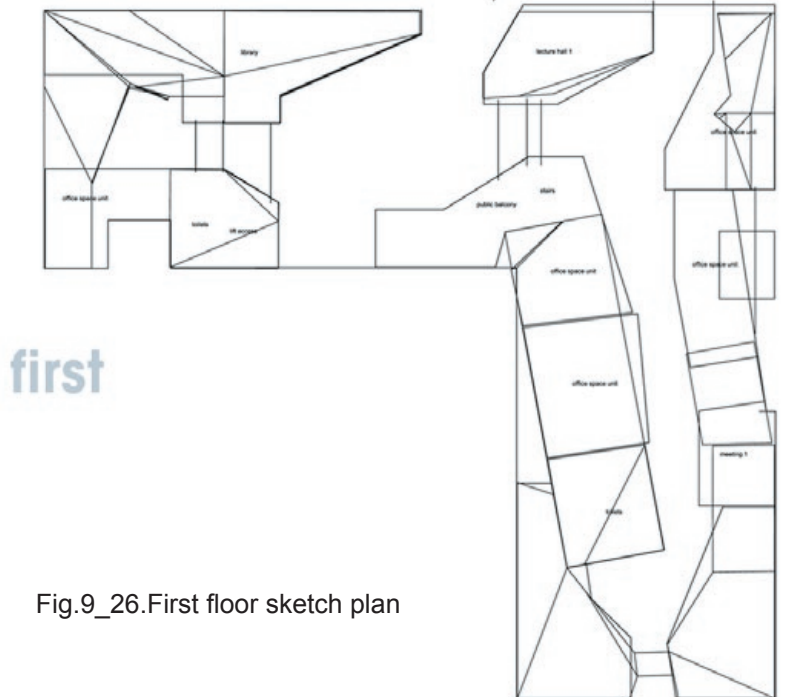 library
lecture hall 1
office space unit
office space unit
toilets
lift access
stairs
public balcony
office space unit
office space unit
first
office space unit
meeting 1
toilets
Fig.9_26.First floor sketch plan